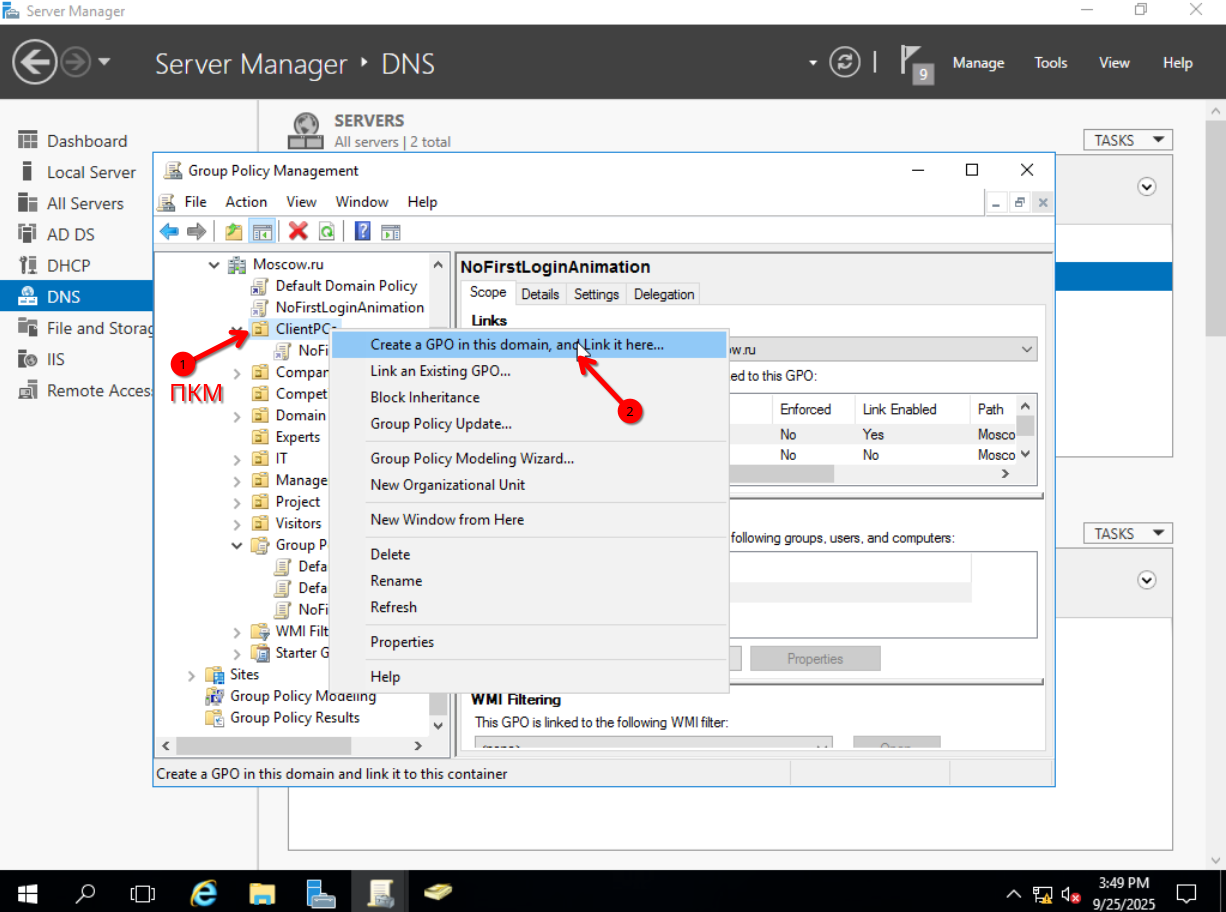 Server Manager
Server Manager ‣ DNS
9
Manage
Tools
View
Help
Dashboard
Local Server
All Servers
AD DS
DHCP
DNS
File and Storag
IIS
Remote Acces
SERVERS
All servers | 2 total
TASKS
Group Policy Management
File
Action
View
Window
Help
Moscow.ru
Default Domain Policy
NoFirstLoginAnimation
ClientPC
NoFi
Compar
Compet
Domain
Experts
IT
Manage
Project
Visitors
Group P
Defa
Defa
NoFi
WMI Filt
Starter G
Sites
Group Policy Modeling
Group Policy Results
1
ПКМ
Create a GPO in this domain, and Link it here...
Link an Existing GPO...
Block Inheritance
Group Policy Update...
Group Policy Modeling Wizard...
New Organizational Unit
New Window from Here
Delete
Rename
Refresh
Properties
Help
2
NoFirstLoginAnimation
Scope
Details
Settings
Delegation
Links
w.ru
ed to this GPO:
Enforced
Link Enabled
Path
No
Yes
Mosco
No
No
Mosco
following groups, users, and computers:
Properties
WMI Filtering
This GPO is linked to the following WMI filter:
Create a GPO in this domain and link it to this container
TASKS
3:49 PM
9/25/2025